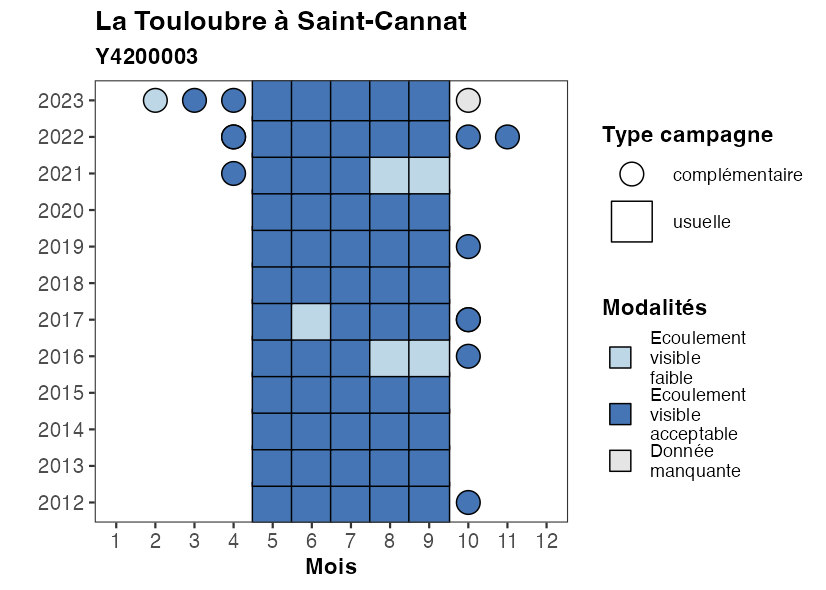 La Touloubre à Saint-Cannat
Y4200003
2023
2022
2021
2020
2019
2018
2017
2016
2015
2014
2013
2012
1 2 3 4 5 6 7 8 9 10 11 12
Mois
Type campagne
complémentaire
usuelle
Modalités
Ecoulement
visible
faible
Ecoulement
visible
acceptable
Donnée
manquante